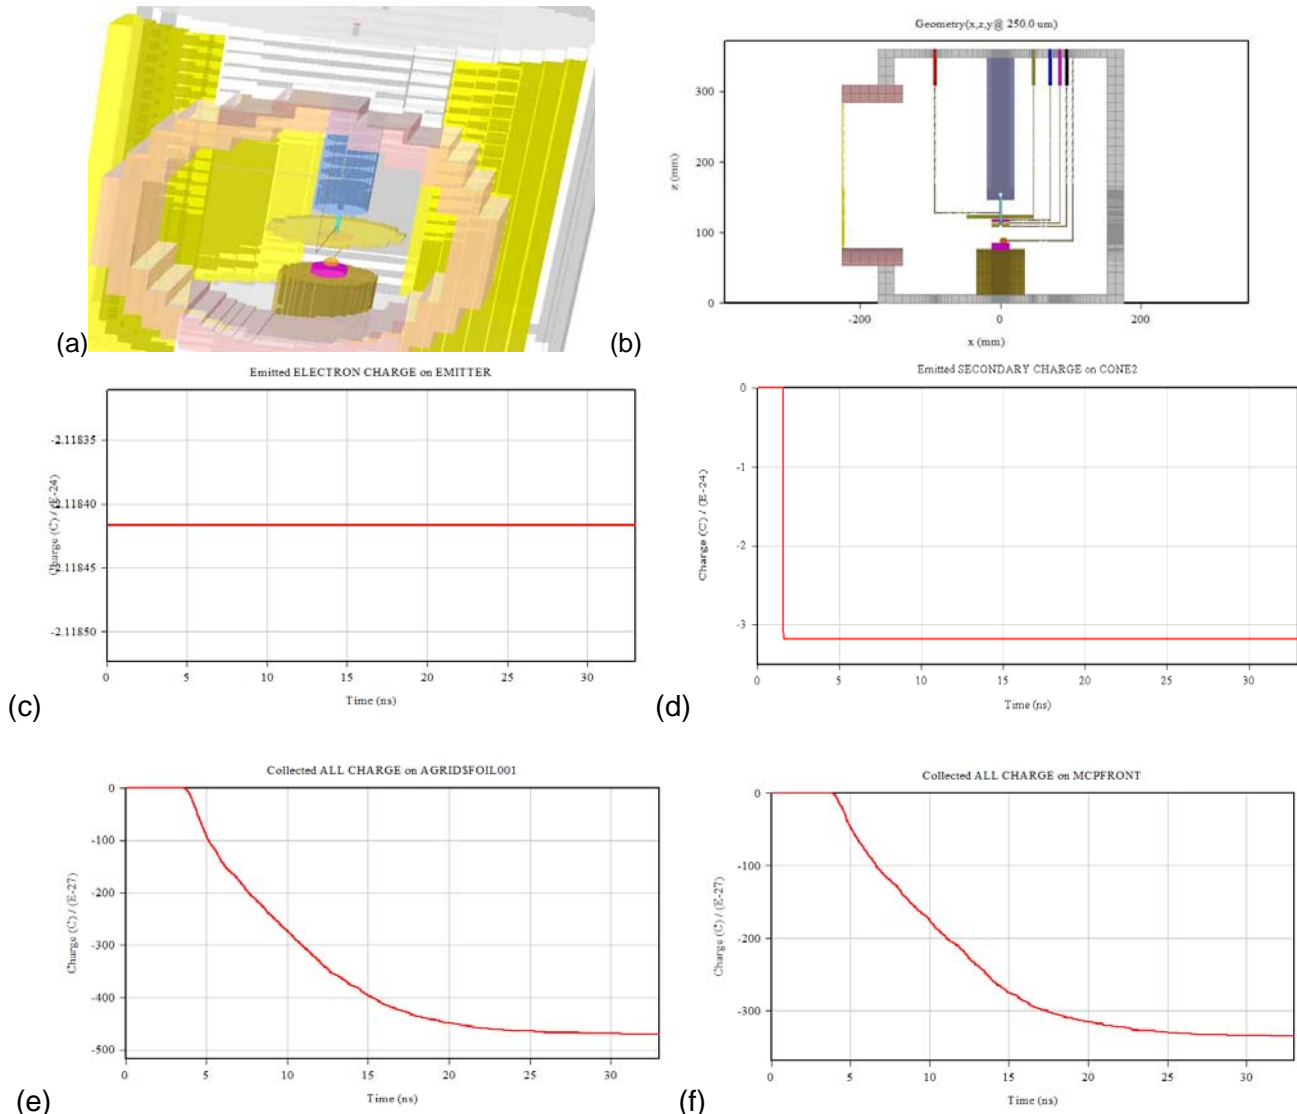 (a)
Geometry(x,z,y@ 250.0 um)
300
200
100
0
z (mm)
-200
0
200
x (mm)
(b)
Emitted ELECTRON CHARGE on EMITTER
-2.11835
-2.11840
-2.11845
-2.11850
Charge (C) / (E-24)
0 5 10 15 20 25 30
Time (ns)
(c)
Emitted SECONDARY CHARGE on CONE2
0
-1
-2
-3
Charge (C) / (E-24)
0 5 10 15 20 25 30
Time (ns)
(d)
Collected ALL CHARGE on AGRID$FOIL001
0
-100
-200
-300
-400
-500
Charge (C) / (E-27)
0 5 10 15 20 25 30
Time (ns)
(e)
Collected ALL CHARGE on MCPFRONT
0
-100
-200
-300
Charge (C) / (E-27)
0 5 10 15 20 25 30
Time (ns)
(f)